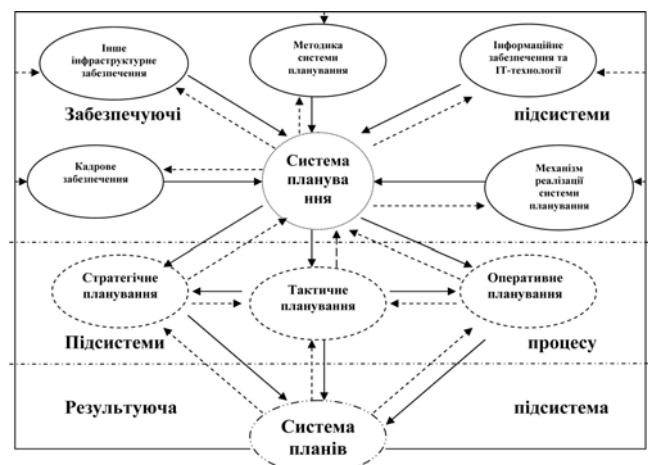 Інше
інфраструктурне
забезпечення
Методика
системи
планування
Інформаційне
забезпечення та
ІТ-технології
Забезпечуючі
підсистеми
Кадрове
забезпечення
Система
планува
ння
Механізм
реалізації
системи
планування
Стратегічне
планування
Тактичне
планування
Оперативне
планування
Підсистеми
процесу
Результуюча
підсистема
Система
планів